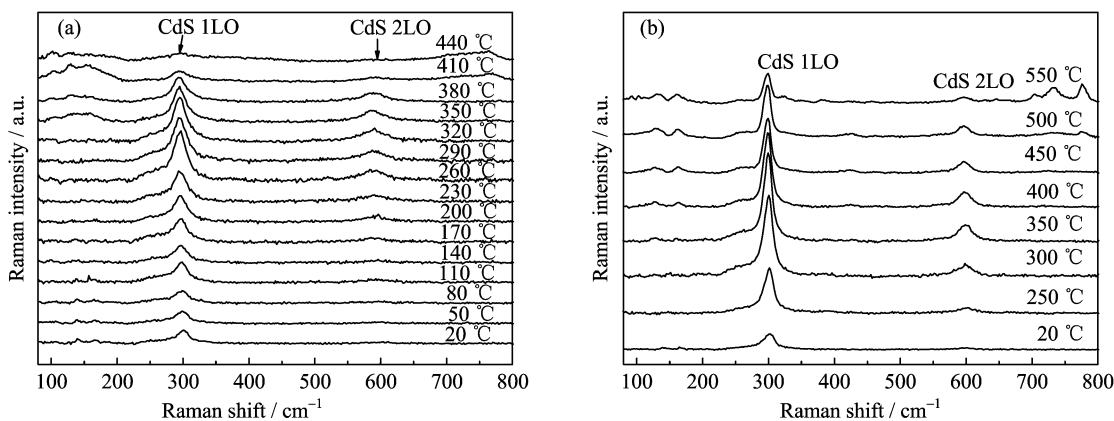 (a)
CdS 1LO
CdS 2LO
440 ℃
410 ℃
380 ℃
350 ℃
320 ℃
290 ℃
260 ℃
230 ℃
200 ℃
170 ℃
140 ℃
110 ℃
80 ℃
50 ℃
20 ℃
Raman intensity / a.u.
100 200 300 400 500 600 700 800
Raman shift / cm⁻¹
(b)
CdS 1LO
CdS 2LO
550 ℃
500 ℃
450 ℃
400 ℃
350 ℃
300 ℃
250 ℃
20 ℃
Raman intensity / a.u.
100 200 300 400 500 600 700 800
Raman shift / cm⁻¹